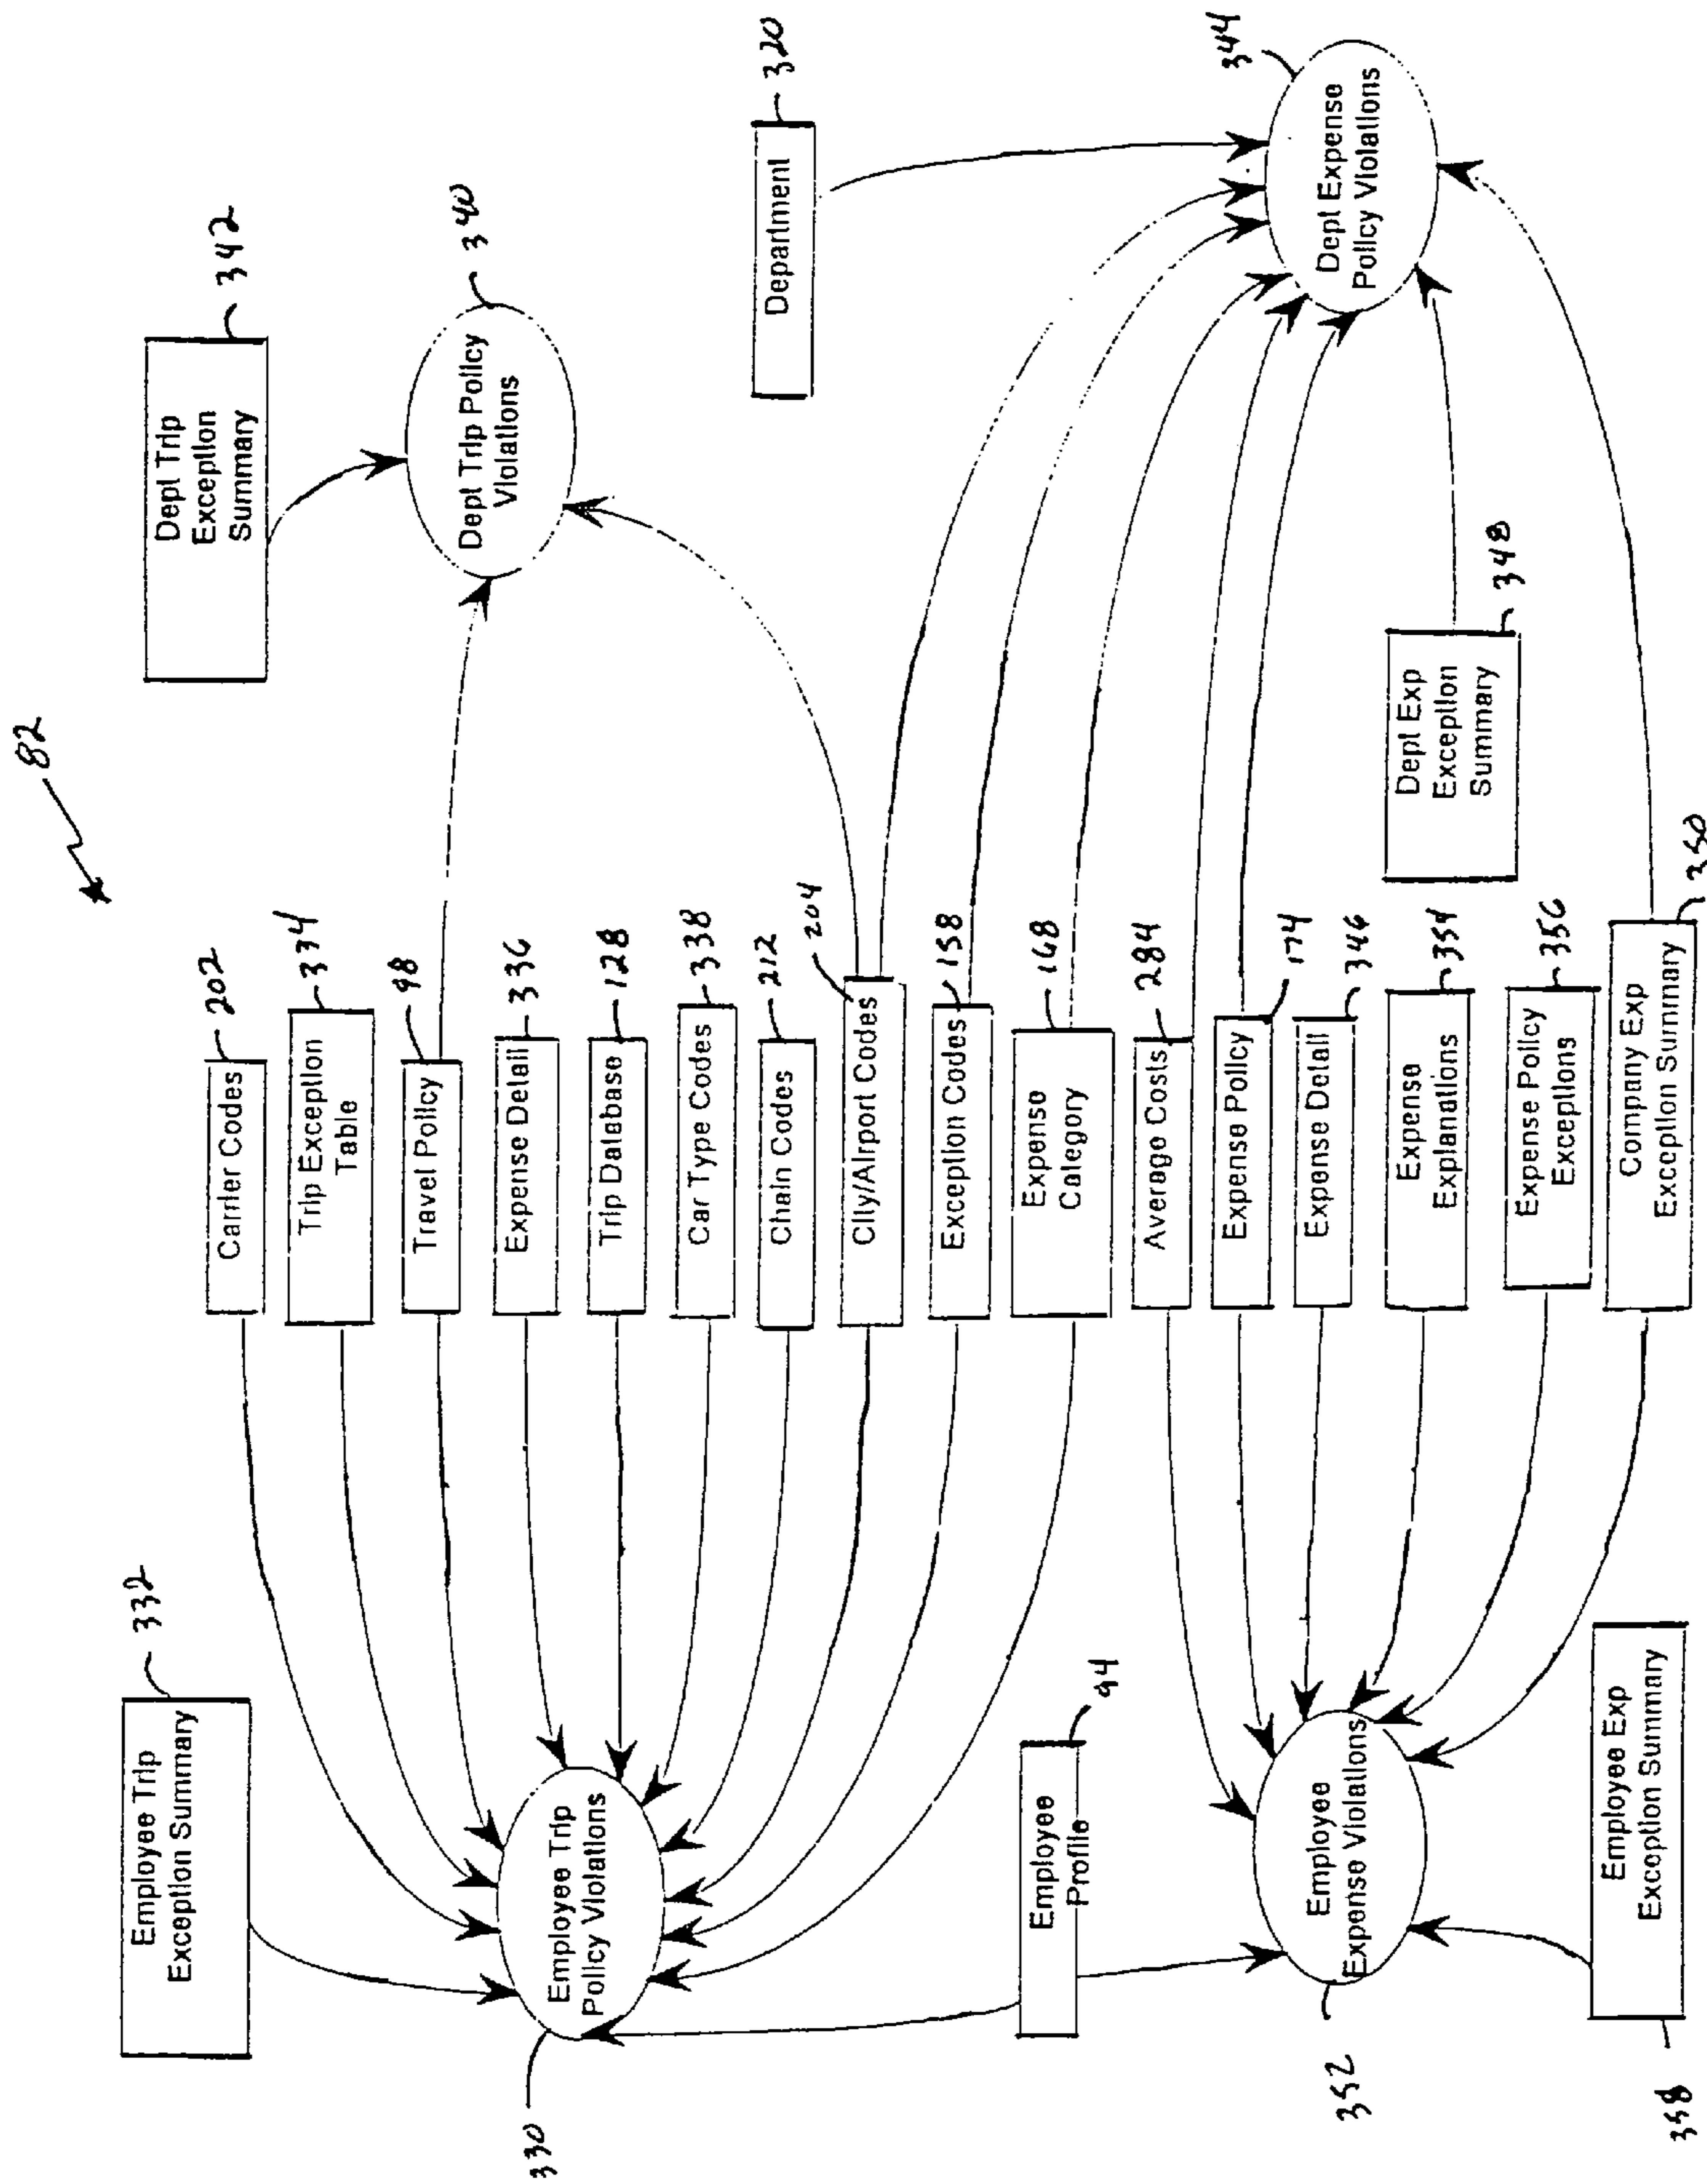 82
Employee Trip
Exception Summary
332
Employee Trip
Policy Violations
330
Employee
Profile
94
Employee
Expense Violations
352
Employee Exp
Exception Summary
358
Carrier Codes
202
Trip Exception
Table
334
Travel Policy
98
Expense Detail
336
Trip Database
128
Car Type Codes
338
Chain Codes
212
City/Airport Codes
204
Exception Codes
158
Expense
Category
168
Average Costs
284
Expense Policy
174
Expense Detail
346
Expense
Explanations
354
Expense Policy
Exceptions
356
Company Exp
Exception Summary
350
Dept Trip
Exception
Summary
342
Dept Trip Policy
Violations
340
Department
320
Dept Expense
Policy Violations
344
Dept Exp
Exception
Summary
348